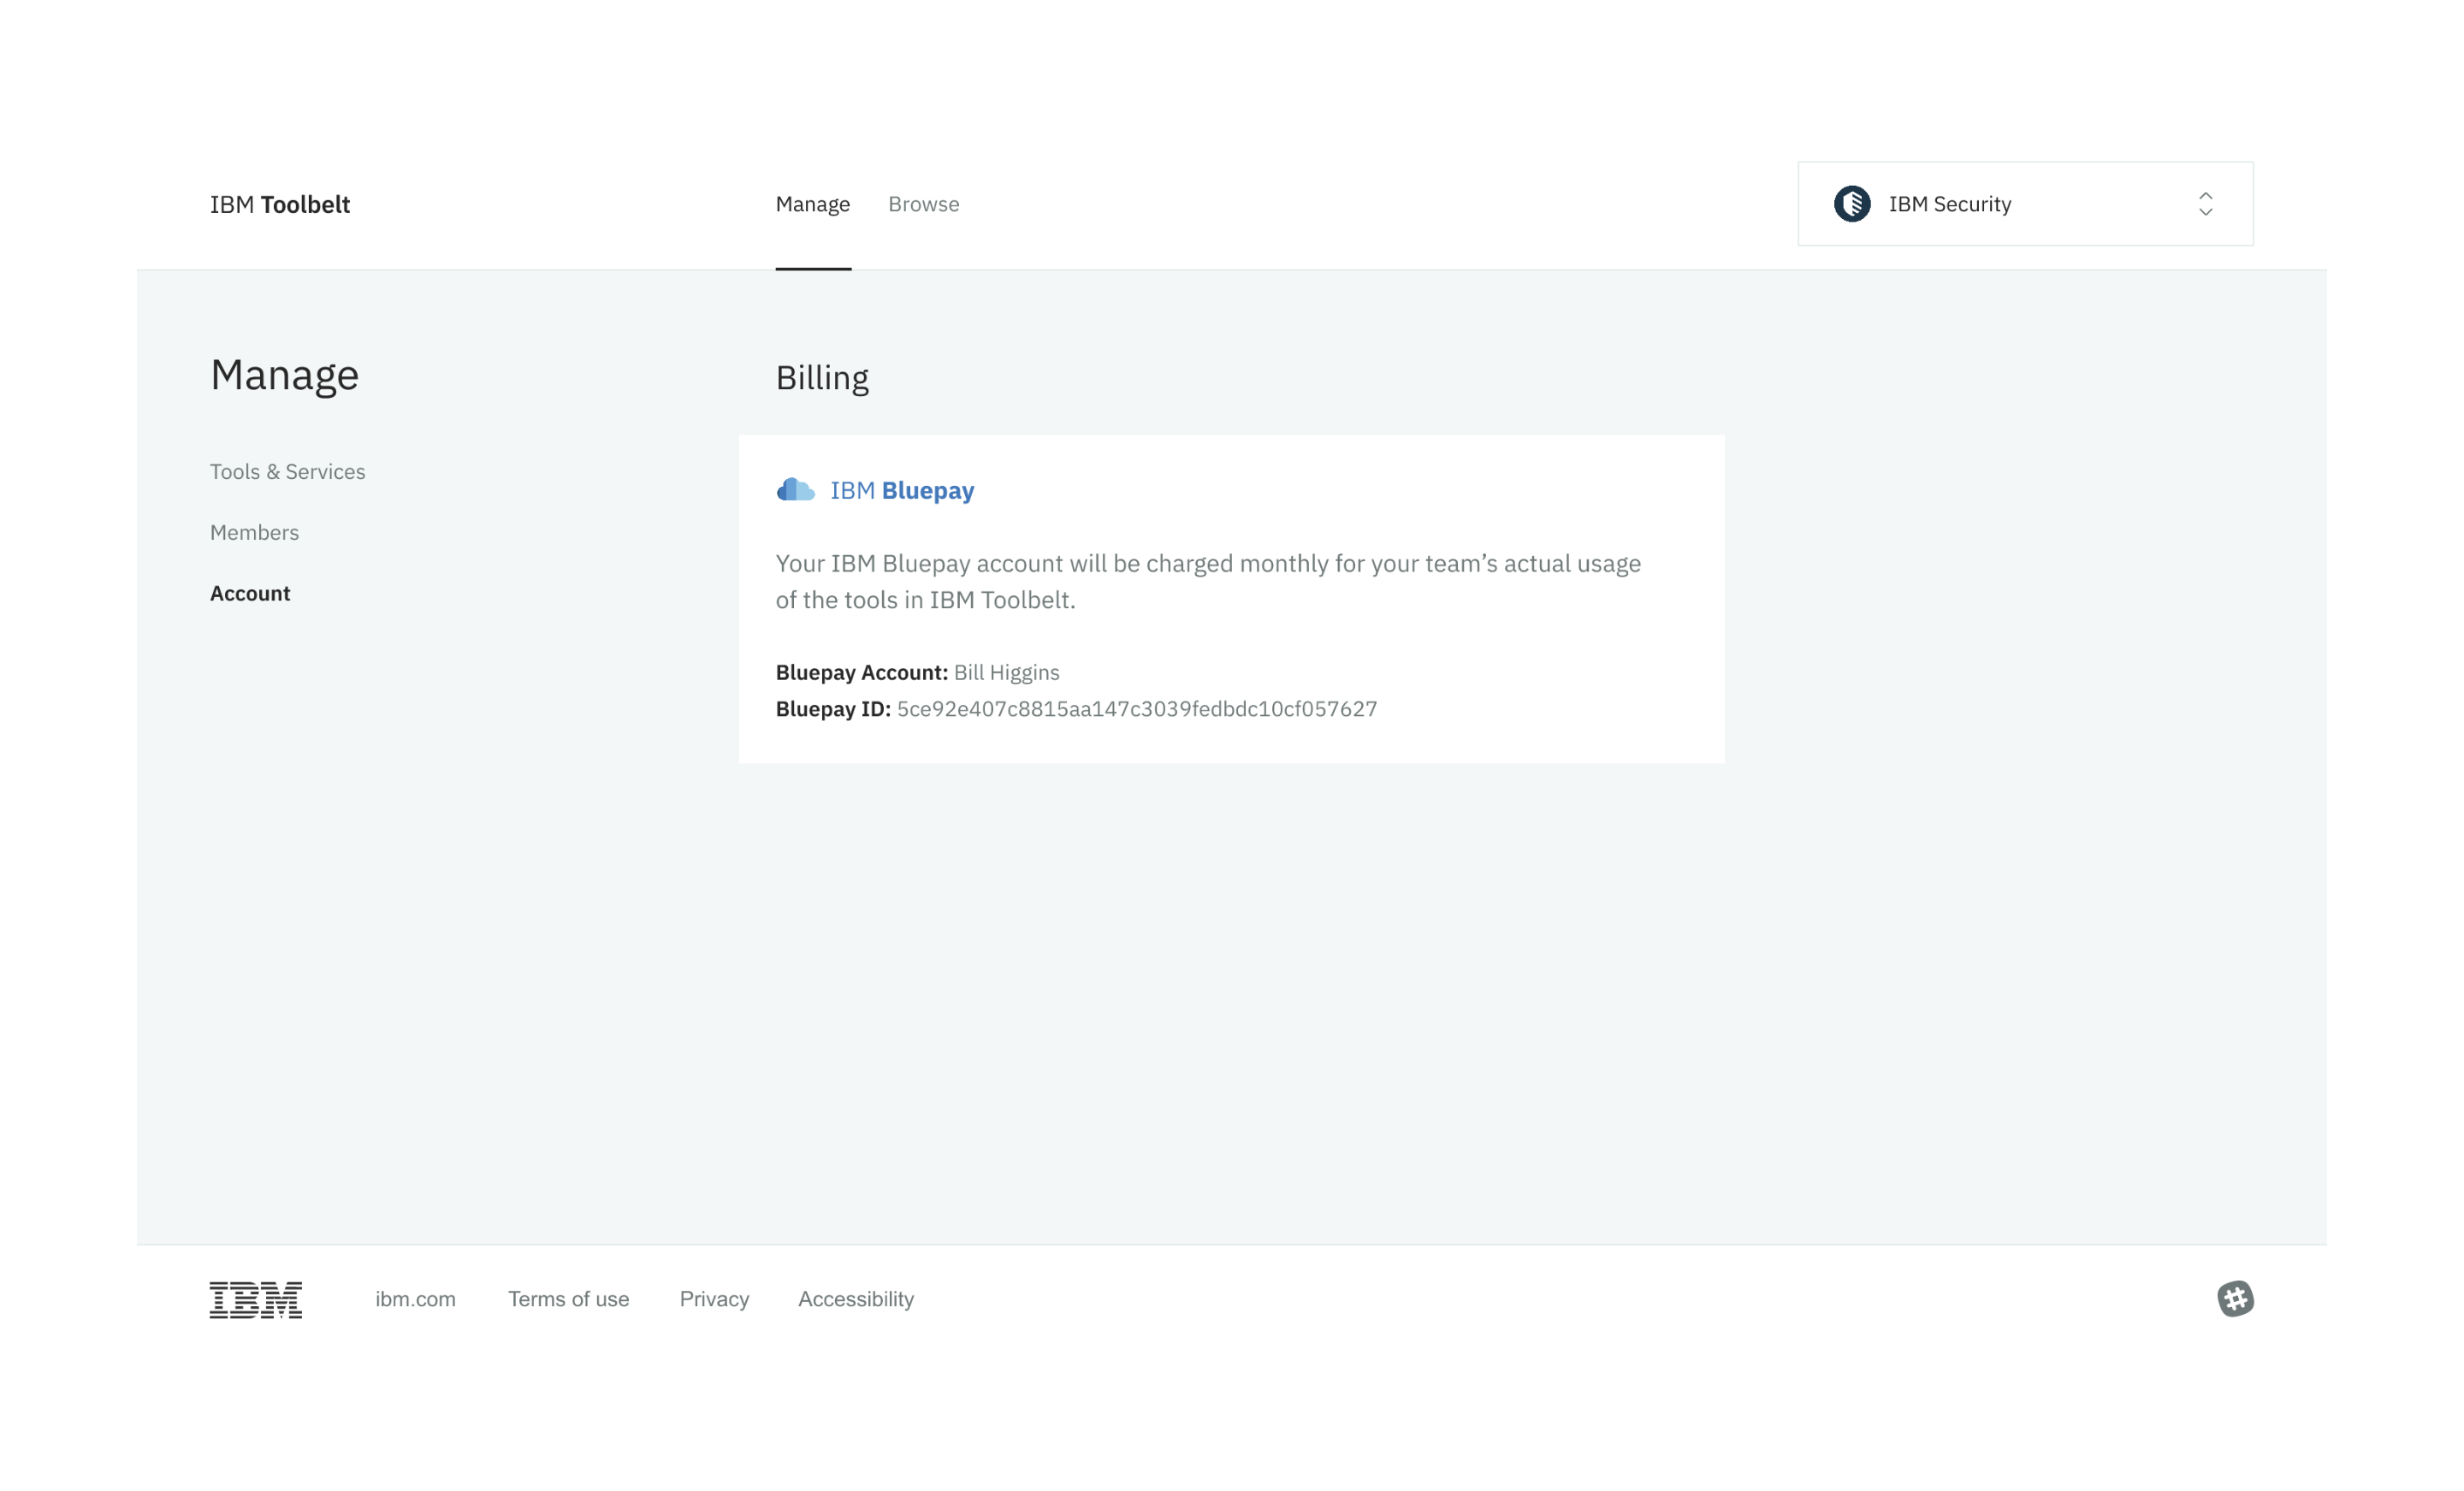 IBM Toolbelt
Manage
Browse
IBM Security
Manage
Tools & Services
Members
Account
Billing
IBM Bluepay
Your IBM Bluepay account will be charged monthly for your team’s actual usage
of the tools in IBM Toolbelt.
Bluepay Account: Bill Higgins
Bluepay ID: 5ce92e407c8815aa147c3039fedbdc10cf057627
IBM
ibm.com
Terms of use
Privacy
Accessibility